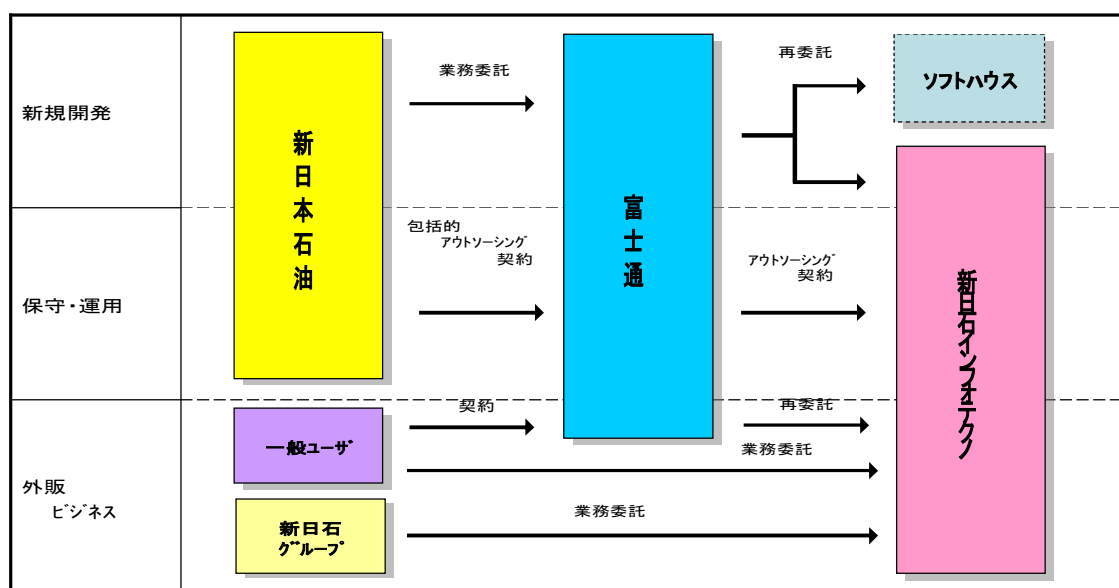 新規開発
新日本石油
業務委託
富士通
再委託
ソフトハウス
保守・運用
包括的
アウトソーシング
契約
アウトソーシング
契約
新日石インフォテクノ
外販
ビジネス
一般ユーザ
契約
再委託
業務委託
新日石
グループ
業務委託